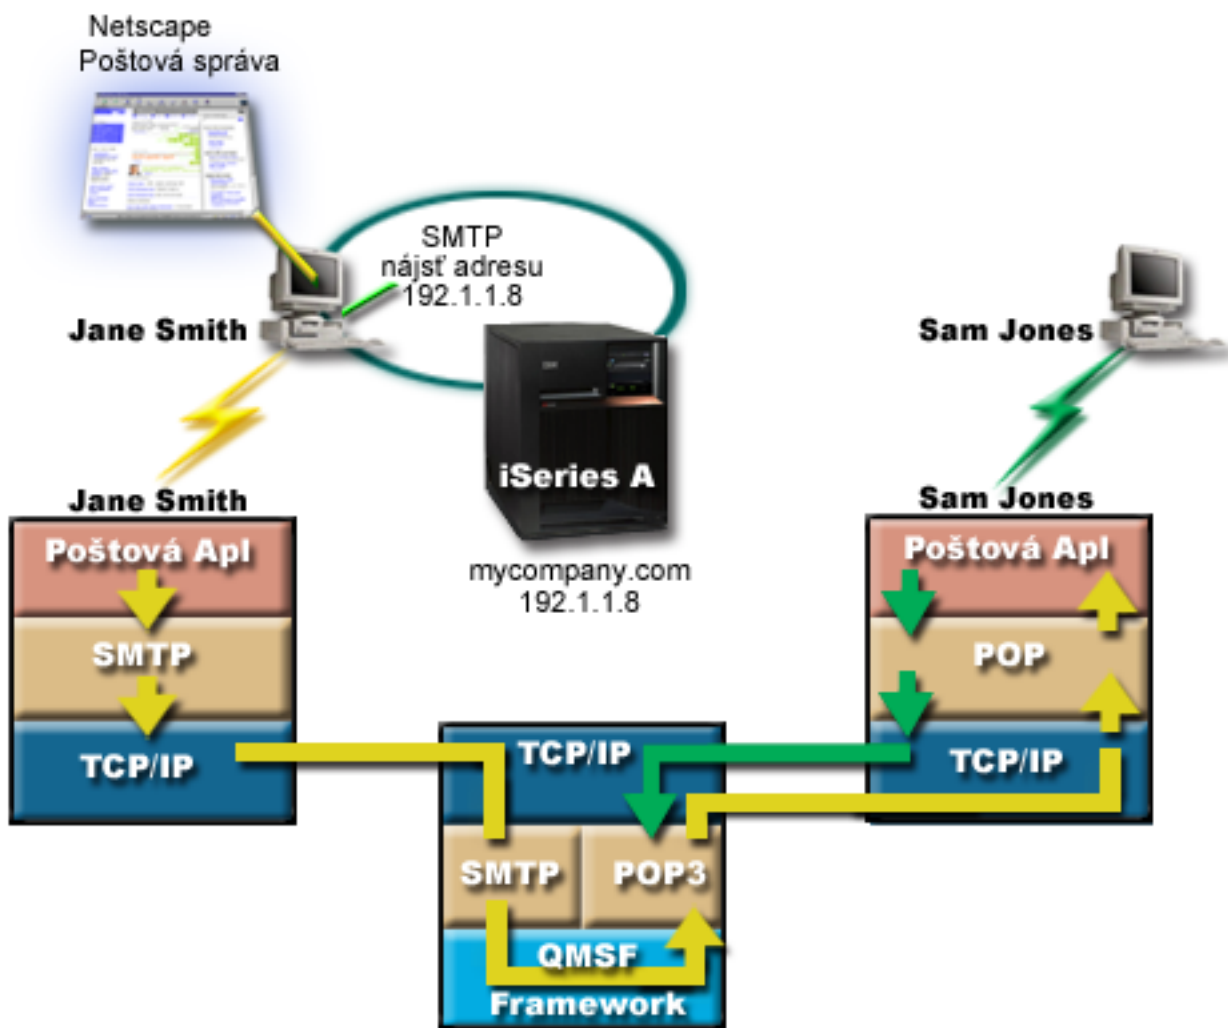 Netscape
Poštová správa
SMTP
nájsť adresu
192.1.1.8
Jane Smith
Sam Jones
iSeries A
mycompany.com
192.1.1.8
Jane Smith
Poštová Apl
SMTP
TCP/IP
Sam Jones
Poštová Apl
POP
TCP/IP
TCP/IP
SMTP
POP3
QMSF
Framework